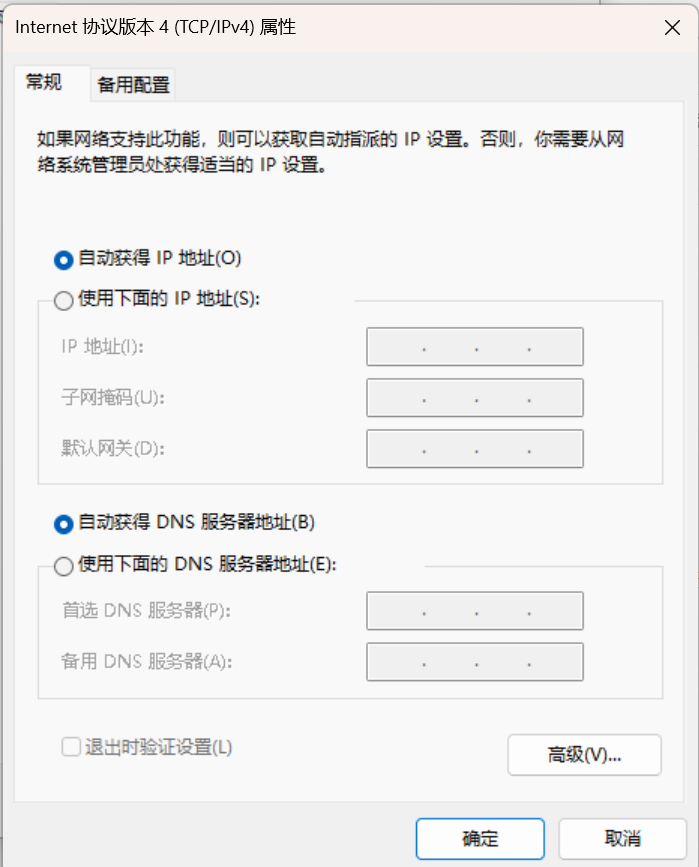 Internet 协议版本 4 (TCP/IPv4) 属性
常规
备用配置
如果网络支持此功能，则可以获取自动指派的 IP 设置。否则，你需要从网
络系统管理员处获得适当的 IP 设置。
自动获得 IP 地址(O)
使用下面的 IP 地址(S):
IP 地址(I):
子网掩码(U):
默认网关(D):
自动获得 DNS 服务器地址(B)
使用下面的 DNS 服务器地址(E):
首选 DNS 服务器(P):
备用 DNS 服务器(A):
退出时验证设置(L)
高级(V)...
确定
取消